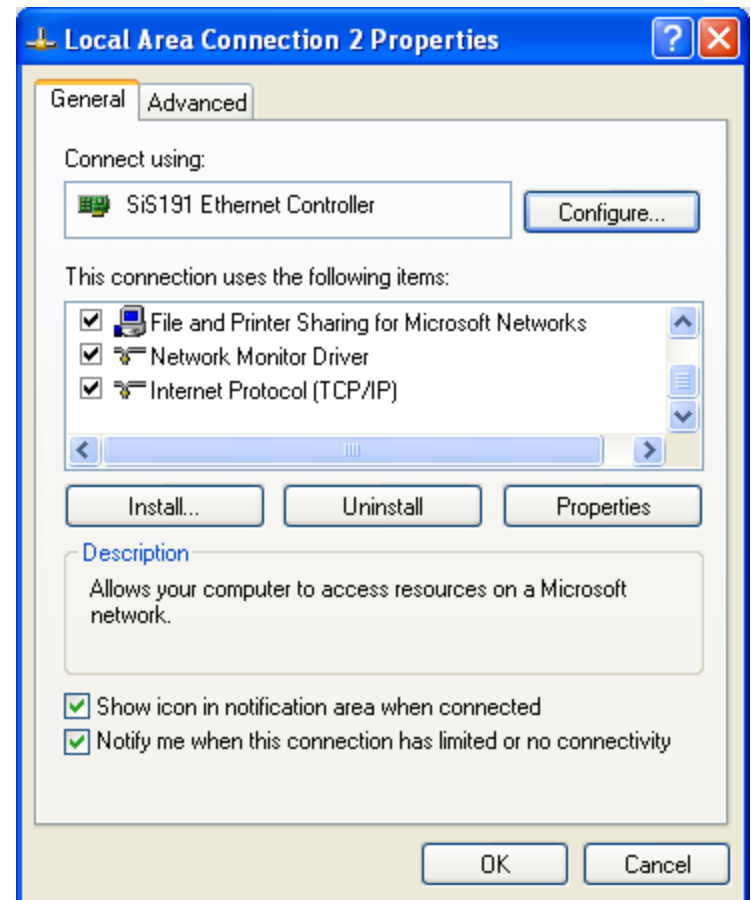 Local Area Connection 2 Properties
General
Advanced
Connect using:
SiS191 Ethernet Controller
Configure...
This connection uses the following items:
File and Printer Sharing for Microsoft Networks
Network Monitor Driver
Internet Protocol (TCP/IP)
Install...
Uninstall
Properties
Description
Allows your computer to access resources on a Microsoft
network.
Show icon in notification area when connected
Notify me when this connection has limited or no connectivity
OK
Cancel